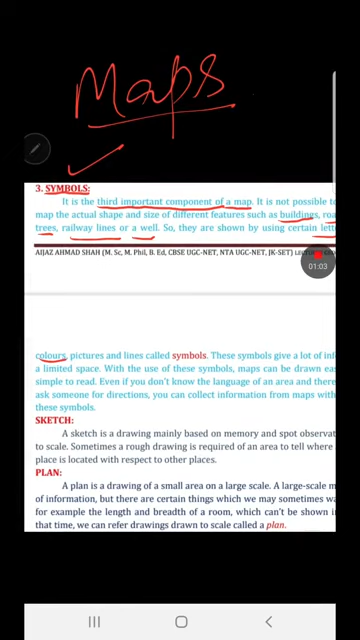 Maps
3. SYMBOLS:
It is the third important component of a map. It is not possible to
map the actual shape and size of different features such as buildings,
trees, railway lines or a well. So, they are shown by using certain
AIJAZ AHMAD SHAH (M. Sc, M. Phil, B. Ed, CBSE UGC-NET, NTA UGC-NET, JK-SET)
01:03
colours, pictures and lines called symbols. These symbols give a lot of
a limited space. With the use of these symbols, maps can be drawn
simple to read. Even if you don't know the language of an area and
ask someone for directions, you can collect information from maps with
these symbols.
SKETCH:
A sketch is a drawing mainly based on memory and spot
to scale. Sometimes a rough drawing is required of an area to tell where
place is located with respect to other places.
PLAN:
A plan is a drawing of a small area on a large scale. A large-scale
of information, but there are certain things which we may sometimes
for example the length and breadth of a room, which can't be shown
that time, we can refer drawings drawn to scale called a plan.